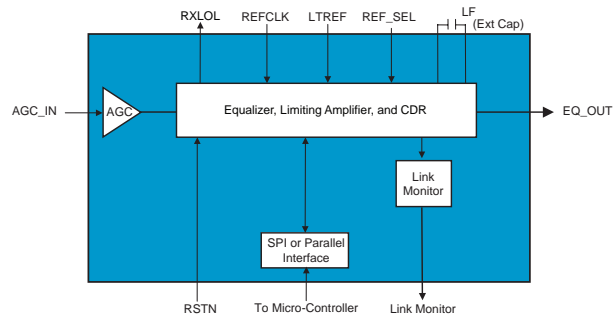 RXLOL
REFCLK
LTREF
REF_SEL
LF
(Ext Cap)
AGC_IN
AGC
Equalizer, Limiting Amplifier, and CDR
EQ_OUT
Link
Monitor
SPI or Parallel
Interface
RSTN
To Micro-Controller
Link Monitor